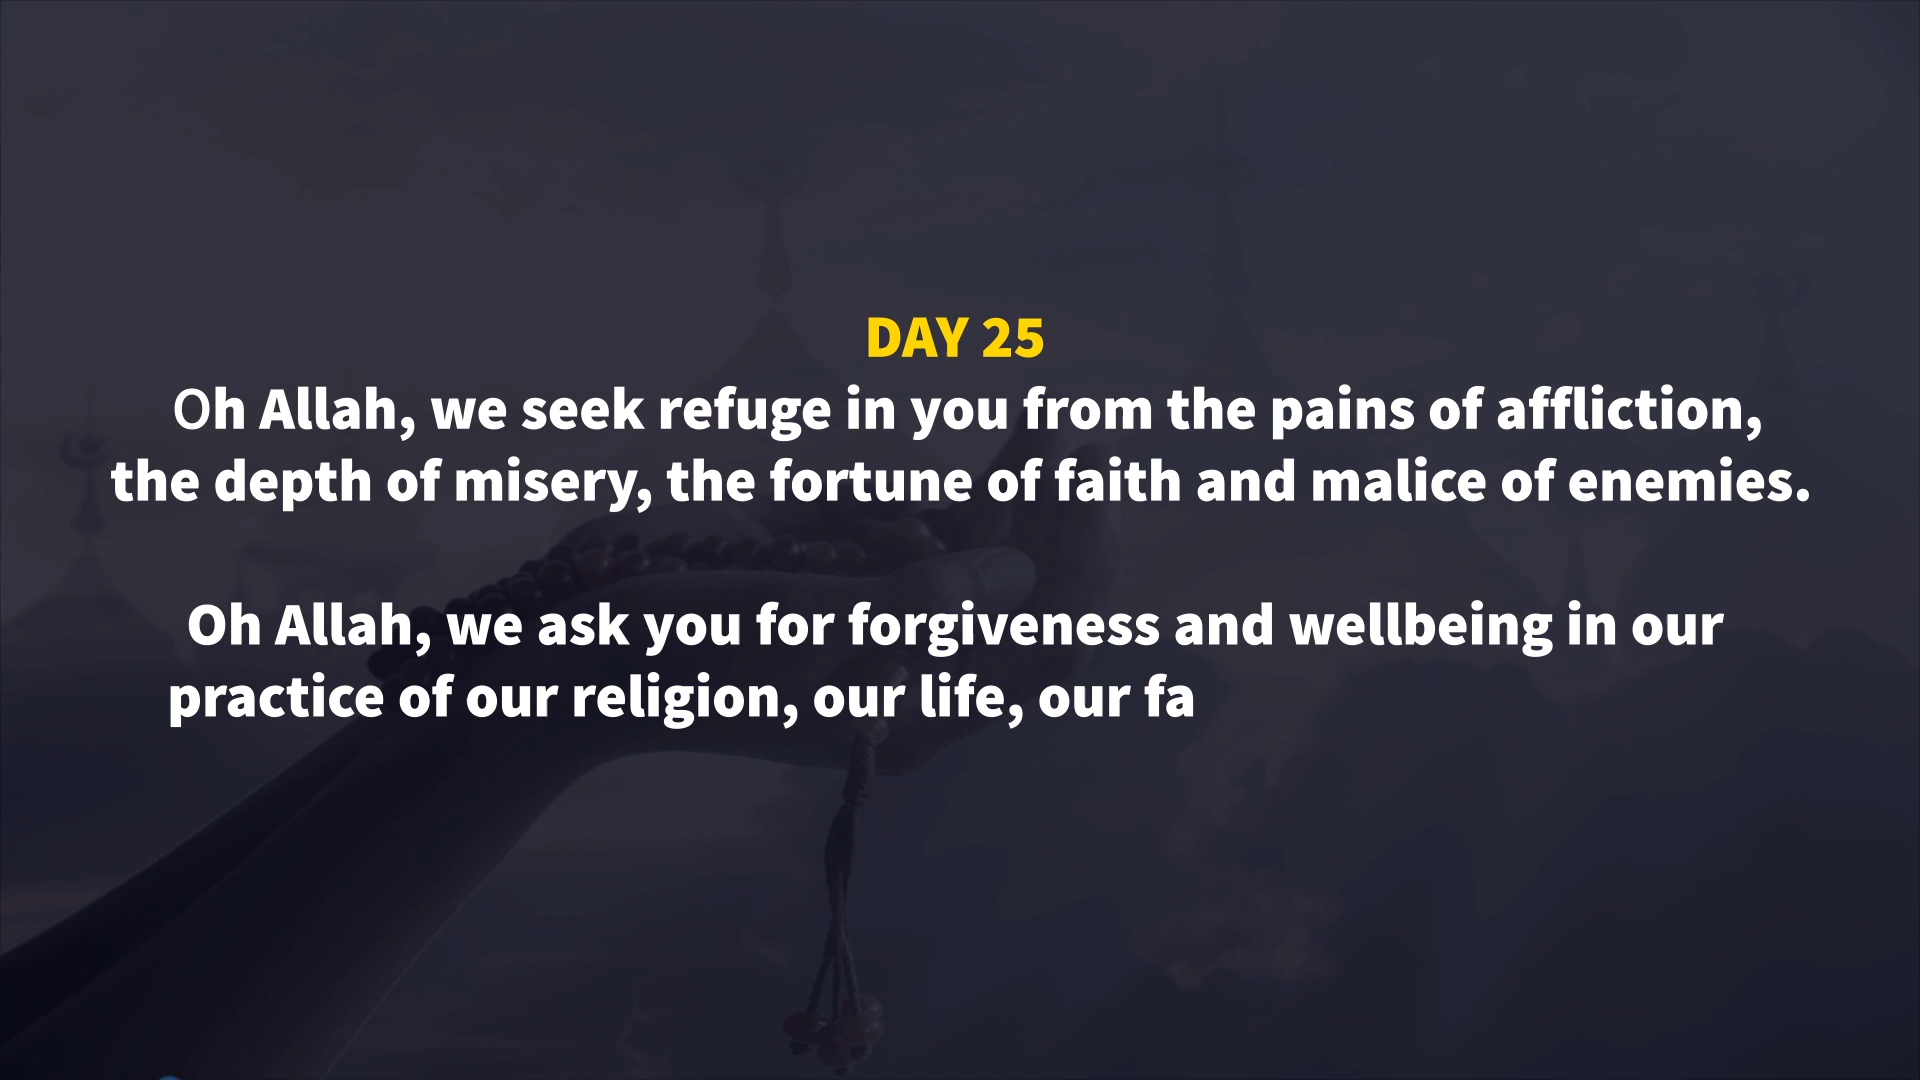 DAY 25
Oh Allah, we seek refuge in you from the pains of affliction,
the depth of misery, the fortune of faith and malice of enemies.
Oh Allah, we ask you for forgiveness and wellbeing in our
practice of our religion, our life, our fa